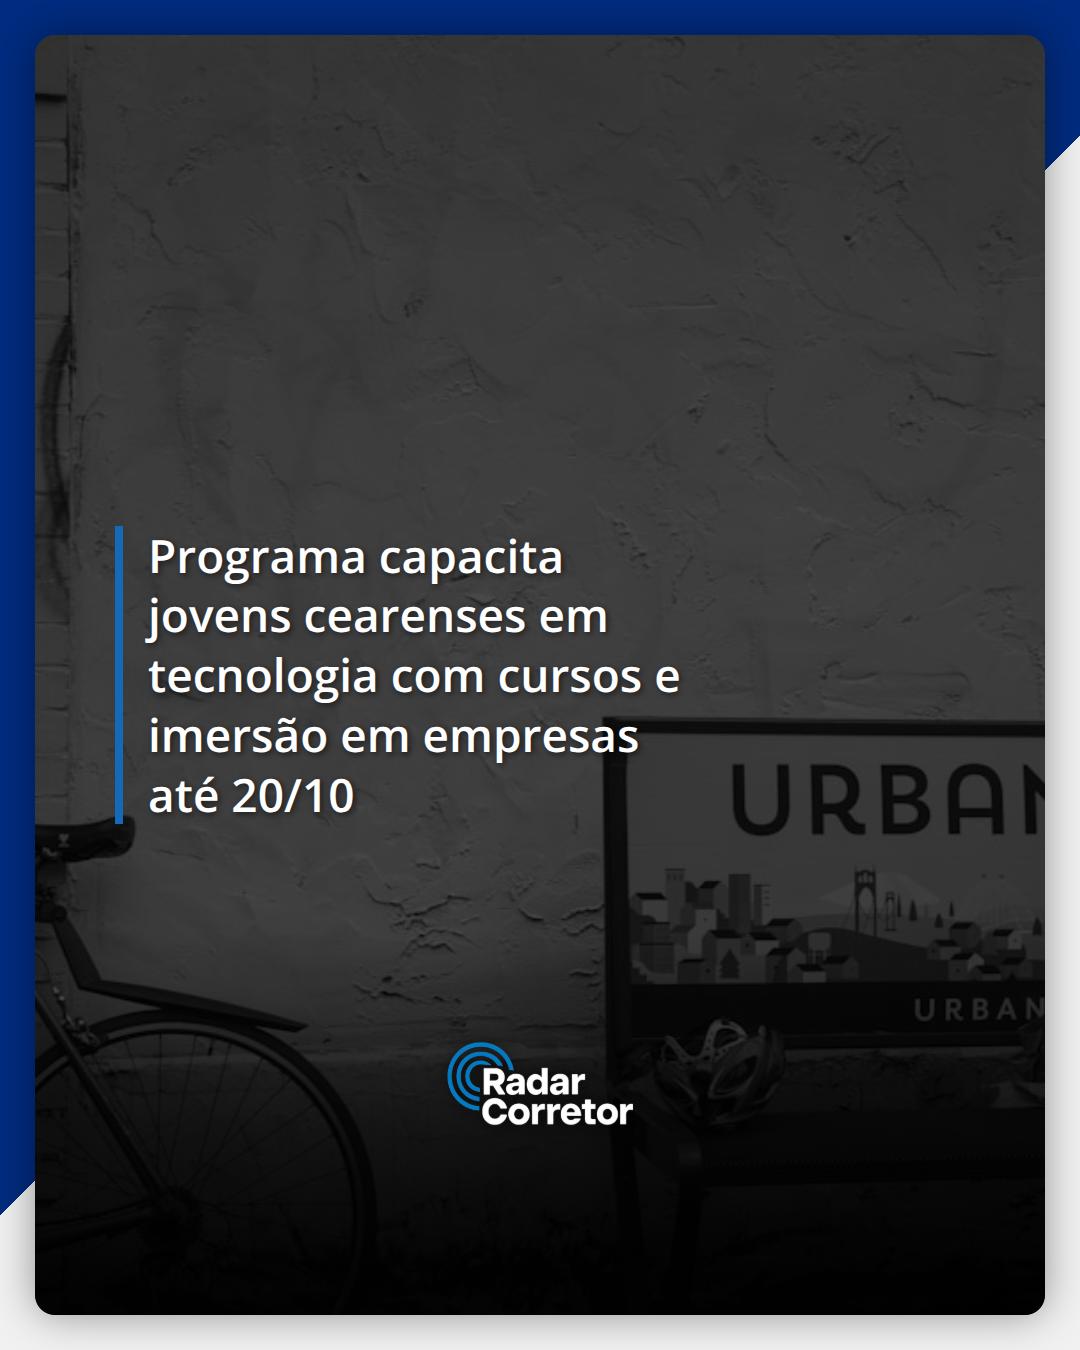 Programa capacita
jovens cearenses em
tecnologia com cursos e
imersão em empresas
até 20/10
URBAN
URBAN
Radar
Corretor